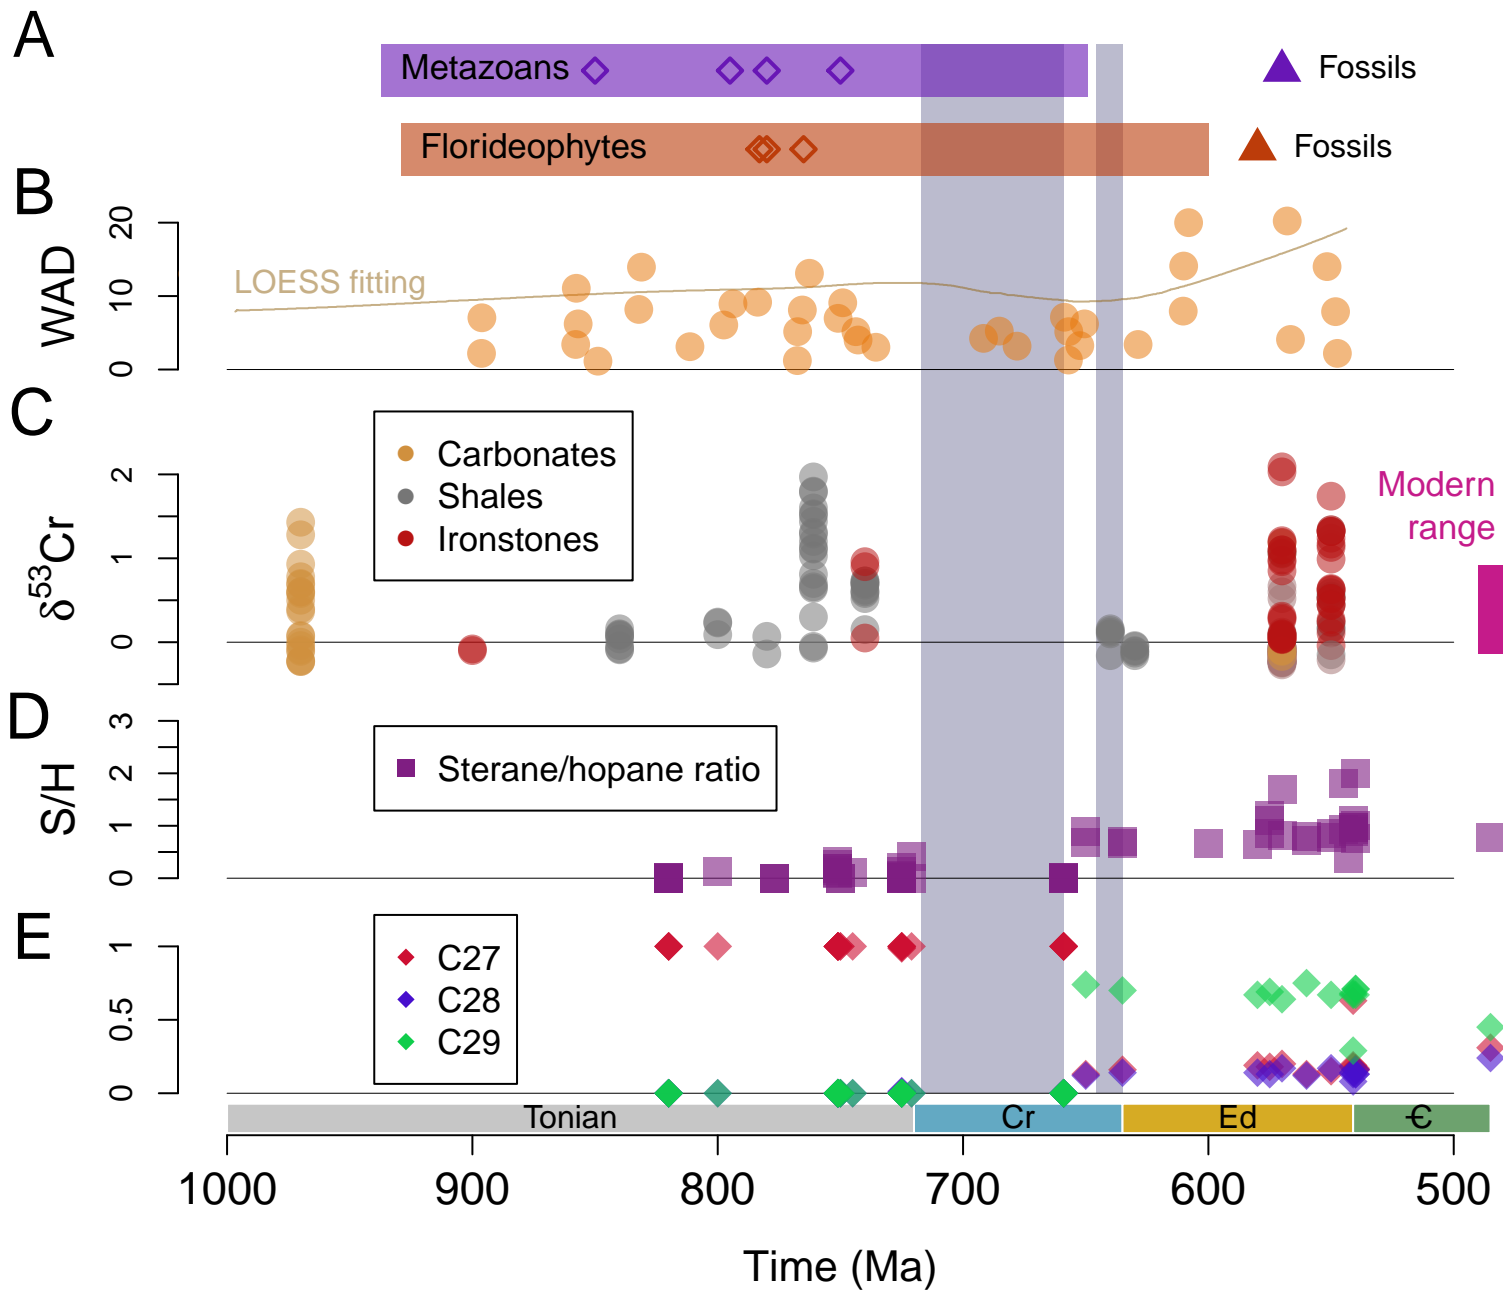 A
Metazoans
Fossils
Florideophytes
Fossils
B
WAD
20
10
0
LOESS fitting
C
δ53Cr
2
1
0
Carbonates
Shales
Ironstones
Modern
range
D
S/H
3
2
1
0
Sterane/hopane ratio
E
1
0.5
0
C27
C28
C29
Tonian
Cr
Ed
Ꞓ
1000 900 800 700 600 500
Time (Ma)